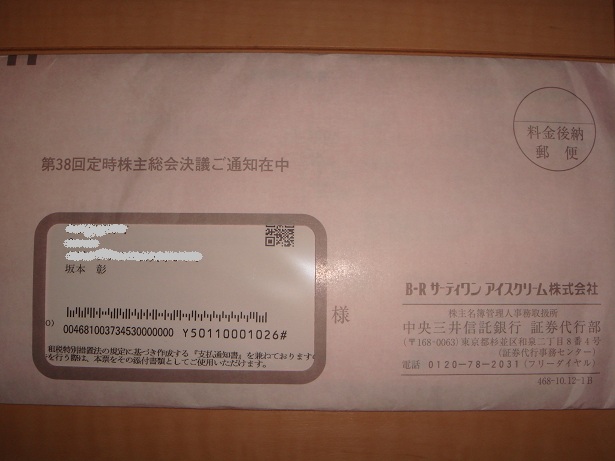 料金後納
郵便
第38回定時株主総会決議ご通知在中
坂本 彰
様
004681003734530000000 Y50110001026#
租税特別措置法の規定に基づき作成する『支払通知書』を兼ねております
を行う際は、本票をその添付書類としてご使用いただけます。
B-R サーティワン アイスクリーム株式会社
株主名簿管理人事務取扱所
中央三井信託銀行 証券代行部
(〒168-0063)東京都杉並区和泉二丁目8番4号
(証券代行事務センター)
電話 0120-78-2031(フリーダイヤル)
468-10.12-1B